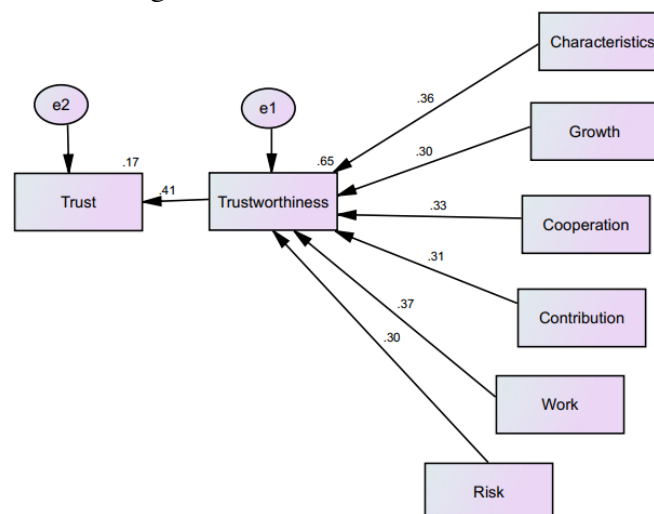 Characteristics
e2
e1
.36
Growth
.17
.65
.30
Trust
.41
Trustworthiness
.33
Cooperation
.31
Contribution
.37
.30
Work
Risk